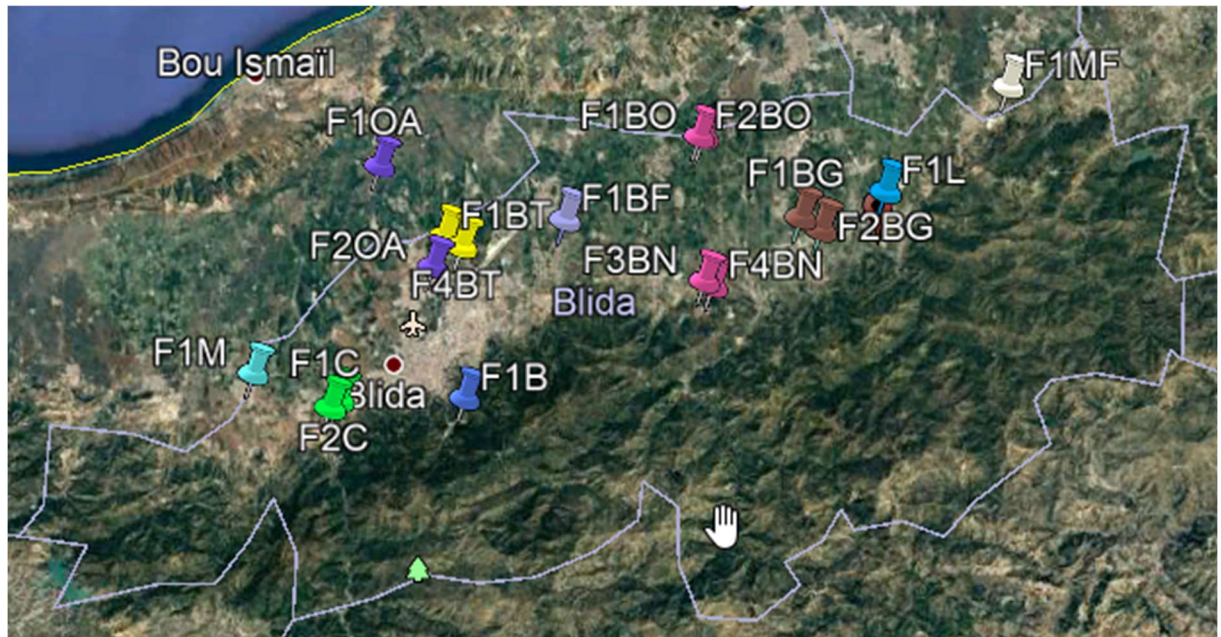 Bou Ismaïl
F1MF
F1OA
F1BO
F2BO
F1BG
F1L
F1BF
F1BT
F2BG
F2OA
F3BN
F4BN
F4BT
Blida
F1M
F1C
F1B
Blida
F2C